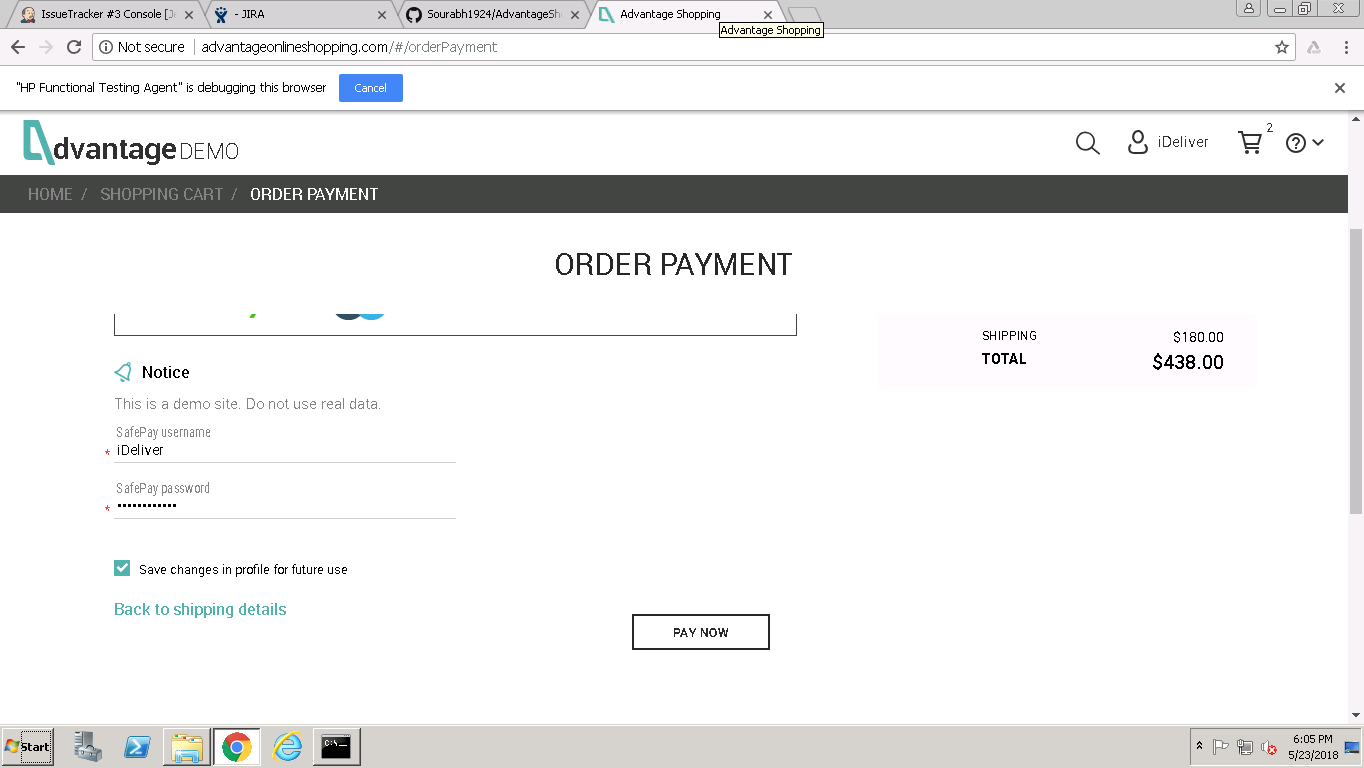 IssueTracker #3 Console [Je
- JIRA
Sourabh1924/AdvantageSh
Advantage Shopping
Advantage Shopping
Not secure
advantageonlineshopping.com/#/orderPayment
"HP Functional Testing Agent" is debugging this browser
Cancel
dvantage DEMO
iDeliver
2
HOME / SHOPPING CART / ORDER PAYMENT
ORDER PAYMENT
SHIPPING $180.00
TOTAL $438.00
Notice
This is a demo site. Do not use real data.
SafePay username
* iDeliver
SafePay password
* ••••••••••••
Save changes in profile for future use
Back to shipping details
PAY NOW
Start
C:\
6:05 PM
5/23/2018